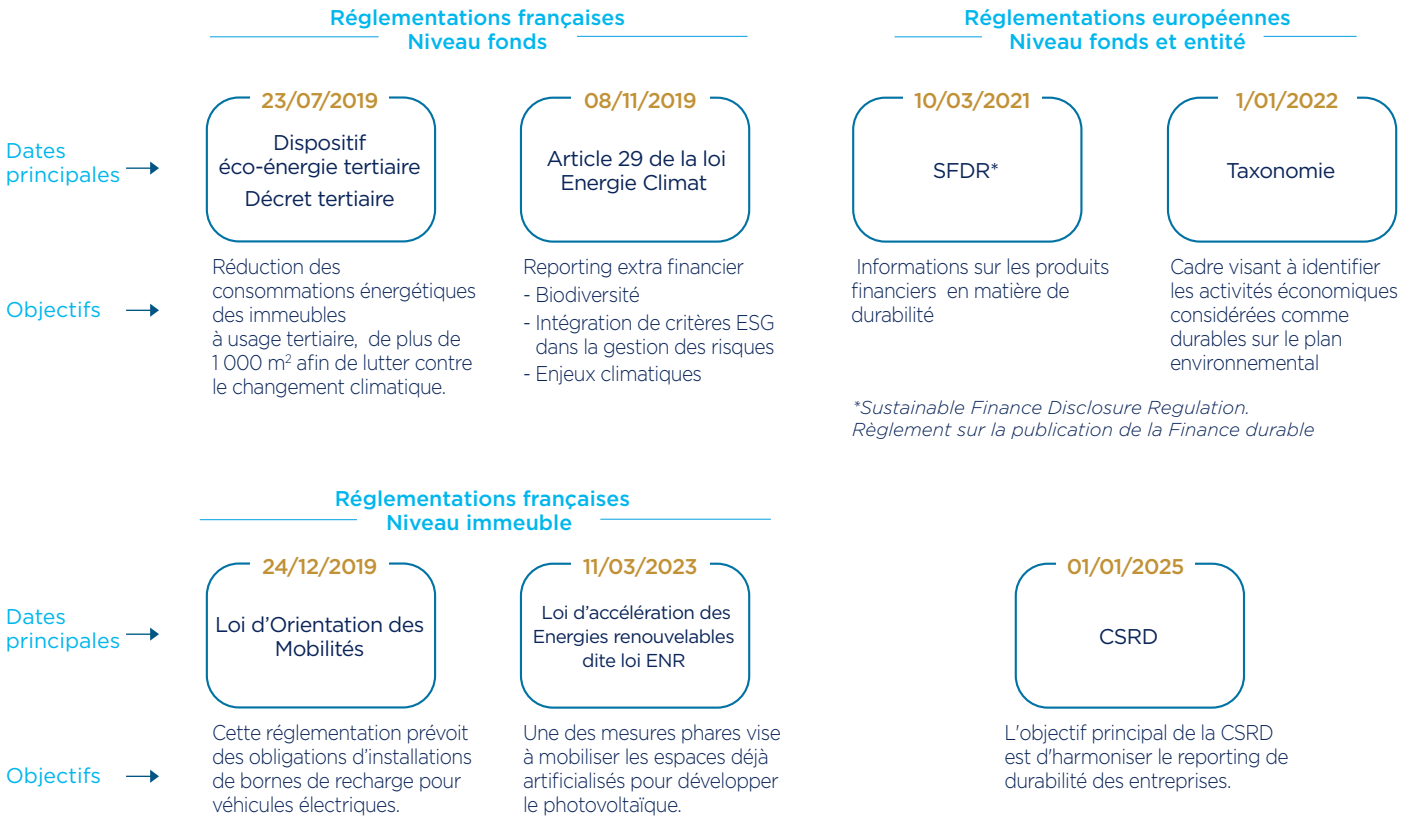 Réglementations françaises
Niveau fonds
Réglementations européennes
Niveau fonds et entité
Dates
principales
23/07/2019
Dispositif
éco-énergie tertiaire
Décret tertiaire
08/11/2019
Article 29 de la loi
Energie Climat
10/03/2021
SFDR*
1/01/2022
Taxonomie
Objectifs
Réduction des
consommations énergétiques
des immeubles
à usage tertiaire, de plus de
1 000 m² afin de lutter contre
le changement climatique.
Reporting extra financier
- Biodiversité
- Intégration de critères ESG
dans la gestion des risques
- Enjeux climatiques
Informations sur les produits
financiers en matière de
durabilité
Cadre visant à identifier
les activités économiques
considérées comme
durables sur le plan
environnemental
*Sustainable Finance Disclosure Regulation.
Règlement sur la publication de la Finance durable
Réglementations françaises
Niveau immeuble
Dates
principales
24/12/2019
Loi d'Orientation des
Mobilités
11/03/2023
Loi d'accélération des
Energies renouvelables
dite loi ENR
01/01/2025
CSRD
Objectifs
Cette réglementation prévoit
des obligations d'installations
de bornes de recharge pour
véhicules électriques.
Une des mesures phares vise
à mobiliser les espaces déjà
artificialisés pour développer
le photovoltaïque.
L'objectif principal de la CSRD
est d'harmoniser le reporting de
durabilité des entreprises.